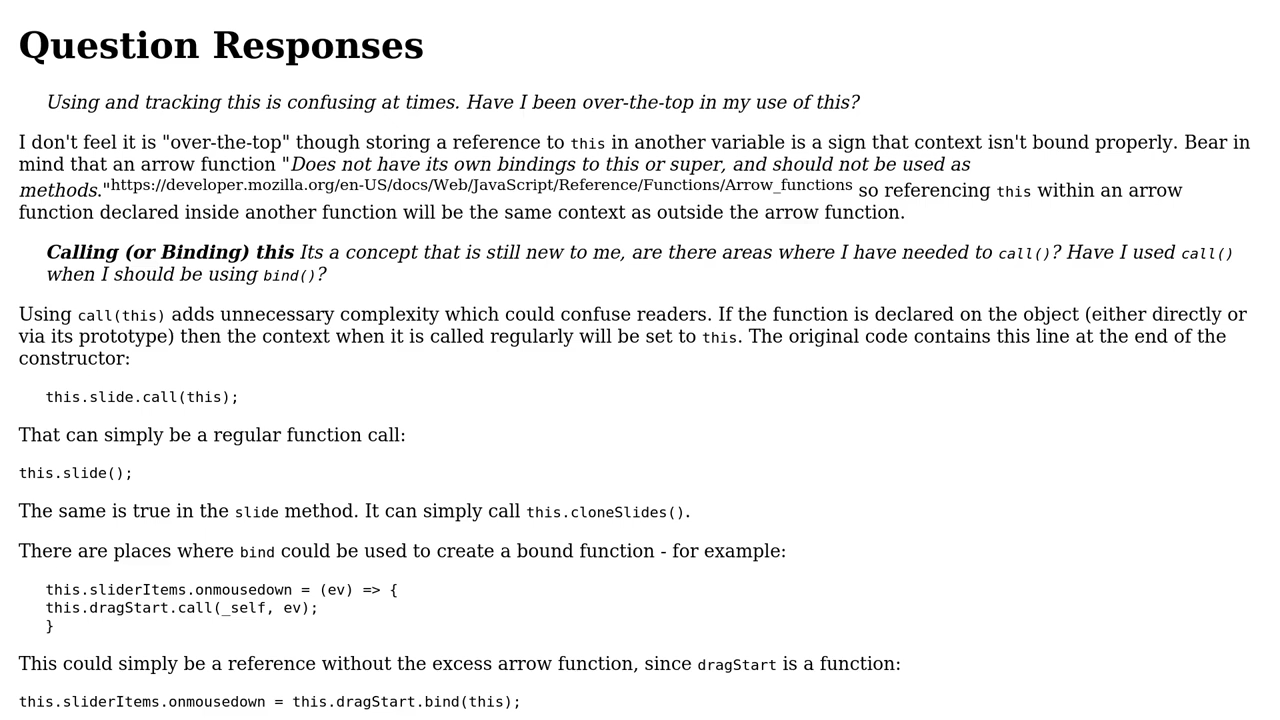 Question Responses
Using and tracking this is confusing at times. Have I been over-the-top in my use of this?
I don't feel it is "over-the-top" though storing a reference to this in another variable is a sign that context isn't bound properly. Bear in
mind that an arrow function "Does not have its own bindings to this or super, and should not be used as
methods."https://developer.mozilla.org/en-US/docs/Web/JavaScript/Reference/Functions/Arrow_functions so referencing this within an arrow
function declared inside another function will be the same context as outside the arrow function.
Calling (or Binding) this Its a concept that is still new to me, are there areas where I have needed to call()? Have I used call()
when I should be using bind()?
Using call(this) adds unnecessary complexity which could confuse readers. If the function is declared on the object (either directly or
via its prototype) then the context when it is called regularly will be set to this. The original code contains this line at the end of the
constructor:
this.slide.call(this);
That can simply be a regular function call:
this.slide();
The same is true in the slide method. It can simply call this.cloneSlides().
There are places where bind could be used to create a bound function - for example:
this.sliderItems.onmousedown = (ev) => {
this.dragStart.call(_self, ev);
}
This could simply be a reference without the excess arrow function, since dragStart is a function:
this.sliderItems.onmousedown = this.dragStart.bind(this);